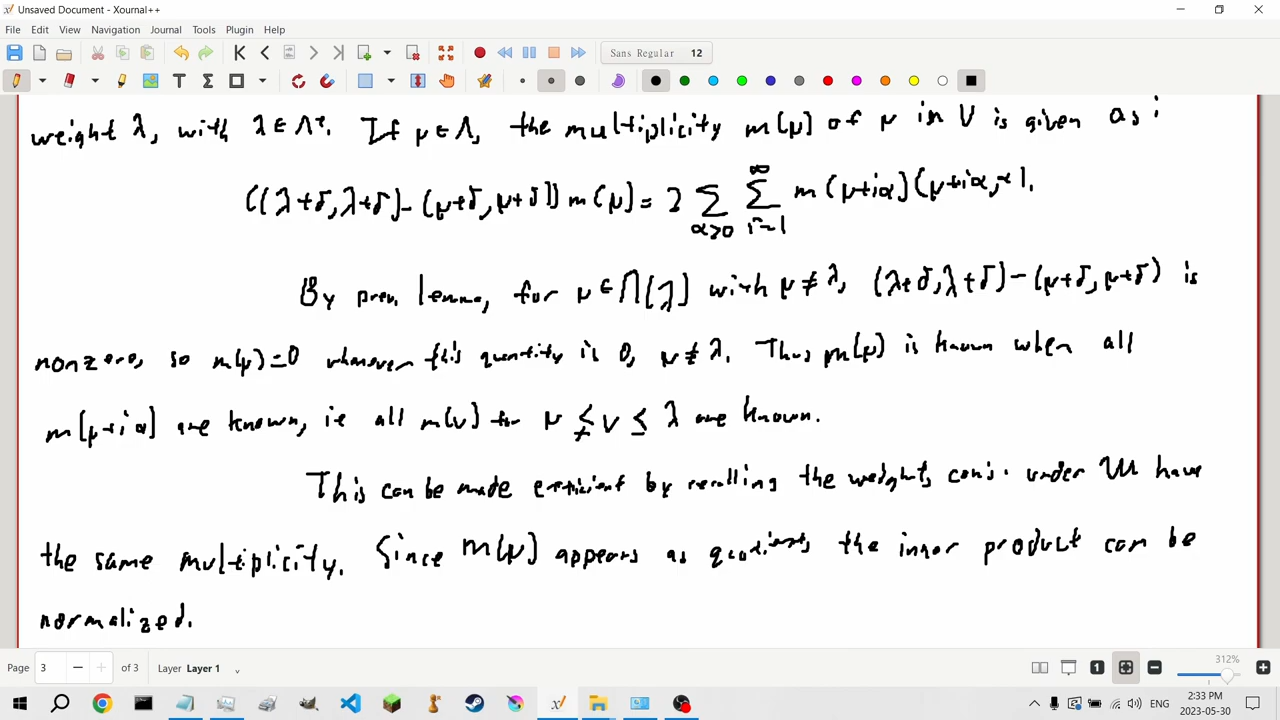 Unsaved Document - Xournal++
File Edit View Navigation Journal Tools Plugin Help
Sans Regular 12
weight λ, with λ ∈ Λ⁺. If μ ∈ Λ, the multiplicity m(μ) of μ in V is given as:
((λ+δ, λ+δ) - (μ+δ, μ+δ)) m(μ) = 2 ∑_{α>0} ∑_{i=1}^{∞} m(μ+iα)(μ+iα, α).
By prev. lemma, for μ ∈ Π(λ) with μ ≠ λ, (λ+δ, λ+δ) - (μ+δ, μ+δ) is
nonzero, so m(μ)=0 whenever this quantity is 0, μ ≠ λ. Thus m(μ) is known when all
m(μ+iα) are known, ie all m(ν) for μ ⪇ ν ≤ λ are known.
This can be made efficient by recalling the weights conj. under W have
the same multiplicity. Since m(μ) appears as quotient, the inner product can be
normalized.
Page 3 of 3 Layer Layer 1 312%
ENG 2:33 PM
2023-05-30